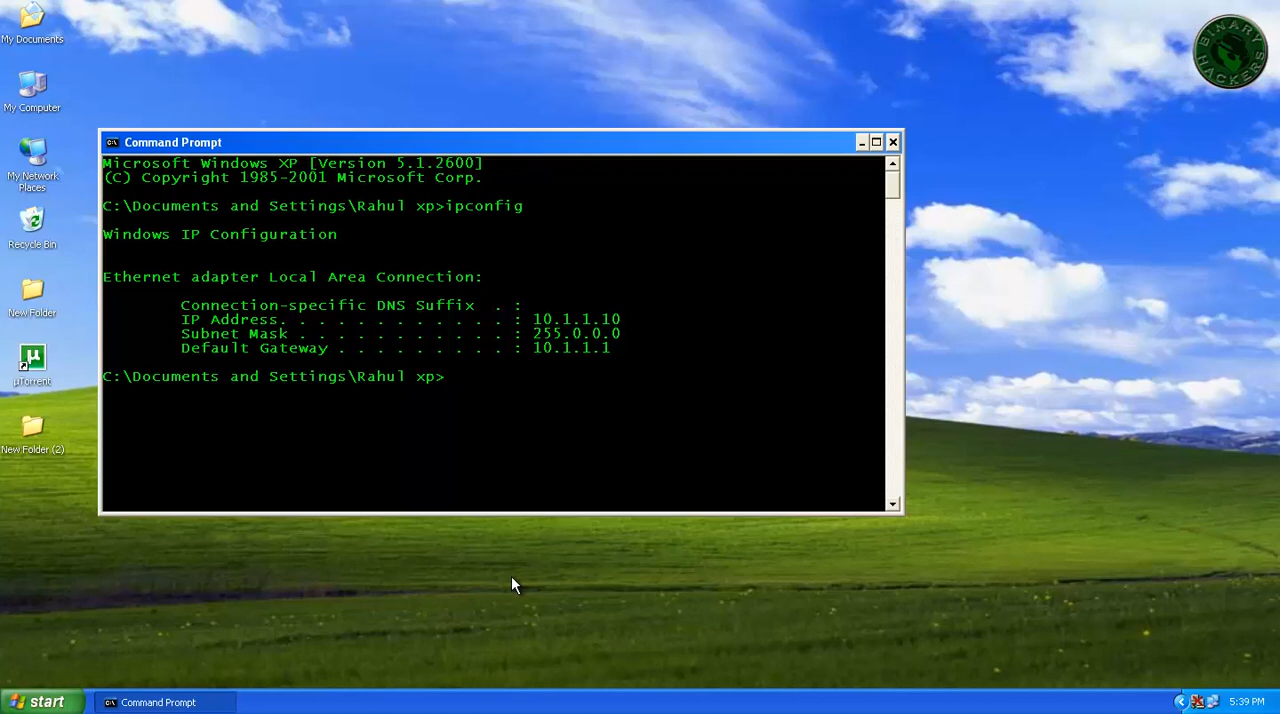 My Documents
My Computer
My Network
Places
Recycle Bin
New Folder
µTorrent
New Folder (2)
BINARY
HACKERS
Command Prompt
Microsoft Windows XP [Version 5.1.2600]
(C) Copyright 1985-2001 Microsoft Corp.
C:\Documents and Settings\Rahul xp>ipconfig
Windows IP Configuration
Ethernet adapter Local Area Connection:
Connection-specific DNS Suffix . :
IP Address. . . . . . . . . . . . : 10.1.1.10
Subnet Mask . . . . . . . . . . . : 255.0.0.0
Default Gateway . . . . . . . . . : 10.1.1.1
C:\Documents and Settings\Rahul xp>
start
Command Prompt
5:39 PM